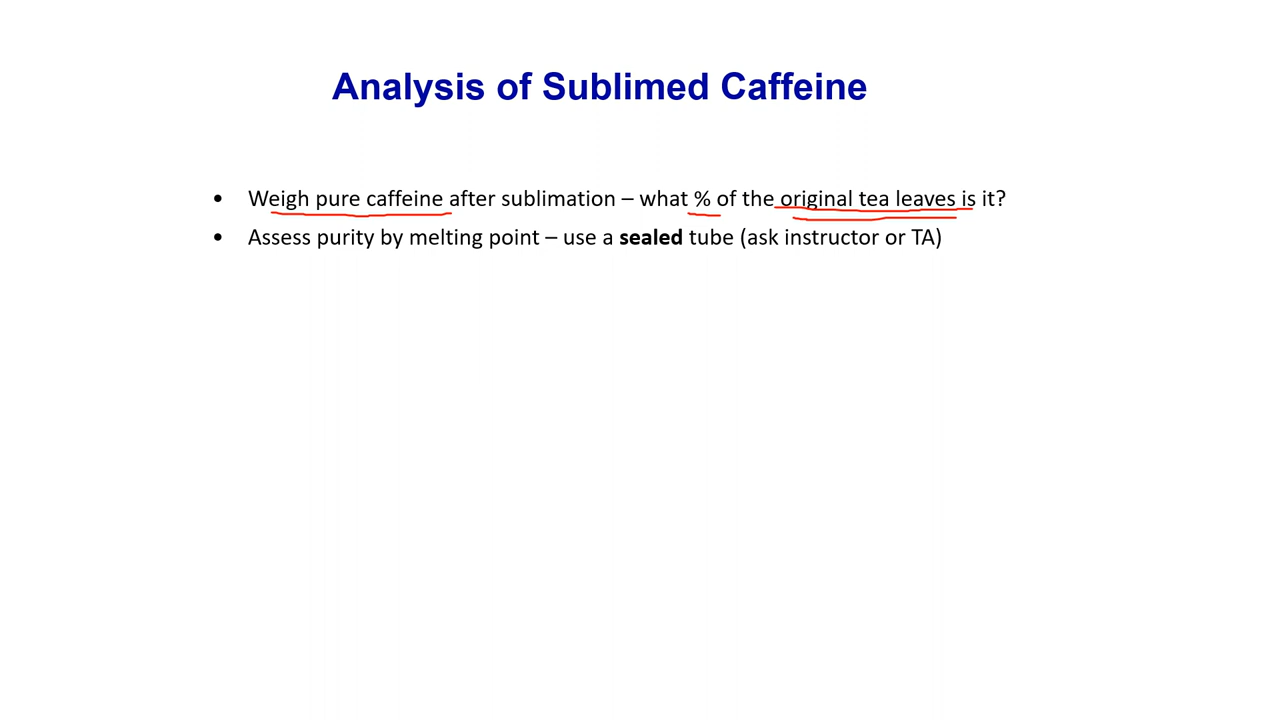 Analysis of Sublimed Caffeine
• Weigh pure caffeine after sublimation – what % of the original tea leaves is it?
• Assess purity by melting point – use a sealed tube (ask instructor or TA)